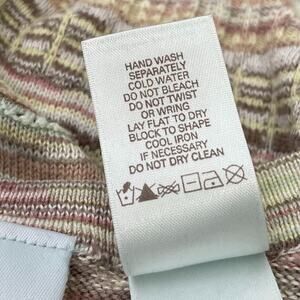 HAND WASH
SEPARATELY
COLD WATER
DO NOT BLEACH
DO NOT TWIST
OR WRING
LAY FLAT TO DRY
BLOCK TO SHAPE
COOL IRON
IF NECESSARY
DO NOT DRY CLEAN